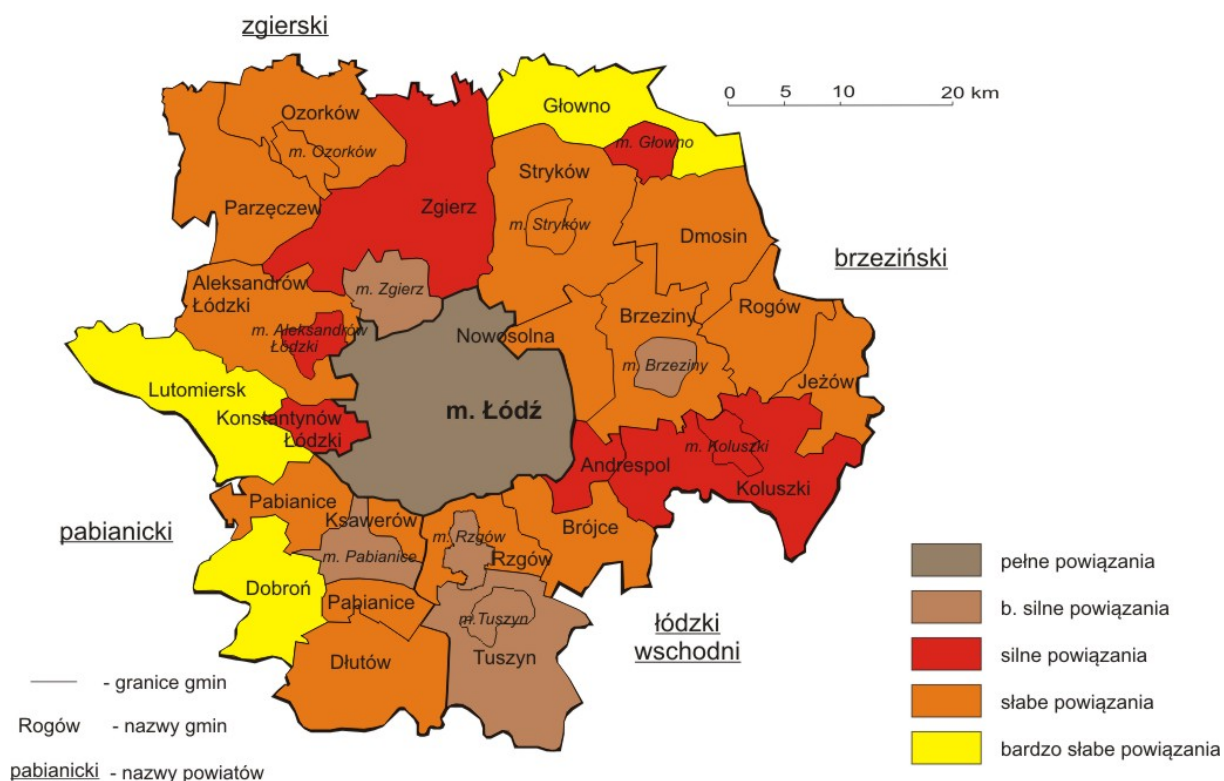 zgierski
0 5 10 20 km
Głowno
Ozorków
m. Głowno
m. Ozorków
Stryków
Parzęczew
Zgierz
m. Stryków
Dmosin
brzeziński
m. Zgierz
Aleksandrów
Łódzki
Nowosolna
Brzeziny
Rogów
m. Aleksandrów
Łódzki
m. Brzeziny
Lutomiersk
Jeżów
m. Łódź
Konstantynów
Łódzki
m. Koluszki
Andrespol
Koluszki
Pabianice
Ksawerów
Brójce
pabianicki
m. Rzgów
m. Pabianice
Rzgów
pełne powiązania
Dobroń
Pabianice
b. silne powiązania
m.Tuszyn
łódzki
wschodni
Dłutów
Tuszyn
silne powiązania
- granice gmin
słabe powiązania
Rogów - nazwy gmin
bardzo słabe powiązania
pabianicki - nazwy powiatów